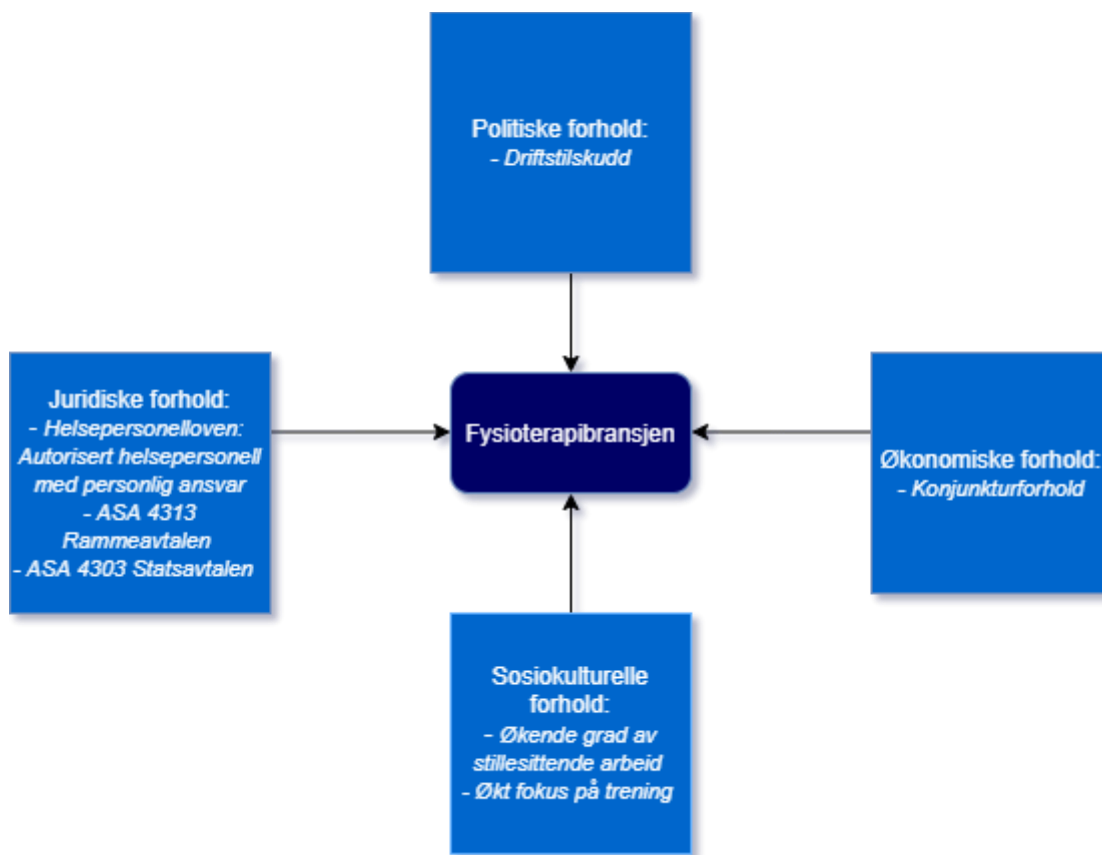 Politiske forhold:
- Driftstilskudd
Juridiske forhold:
- Helsepersonelloven:
Autorisert helsepersonell
med personlig ansvar
- ASA 4313
Rammeavtalen
- ASA 4303 Statsavtalen
Fysioterapibransjen
Økonomiske forhold:
- Konjunkturforhold
Sosiokulturelle
forhold:
- Økende grad av
stillesittende arbeid
- Økt fokus på trening